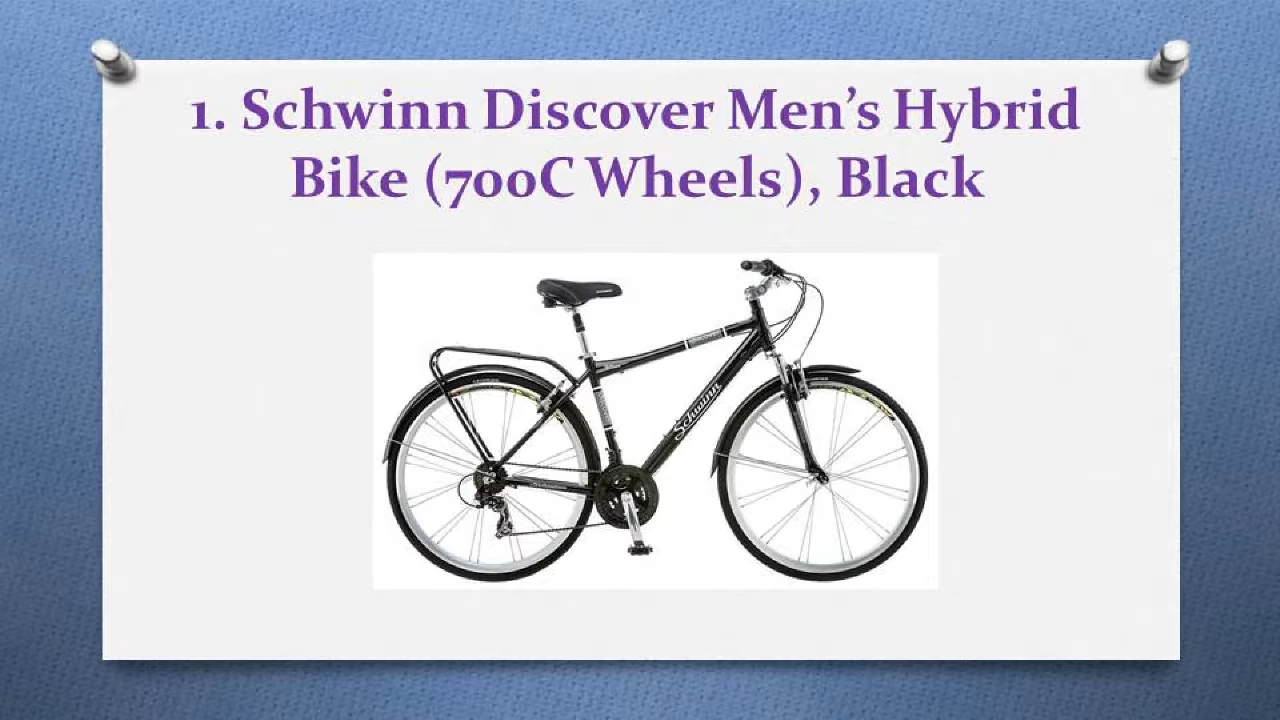 1. Schwinn Discover Men’s Hybrid
Bike (700C Wheels), Black
Schwinn